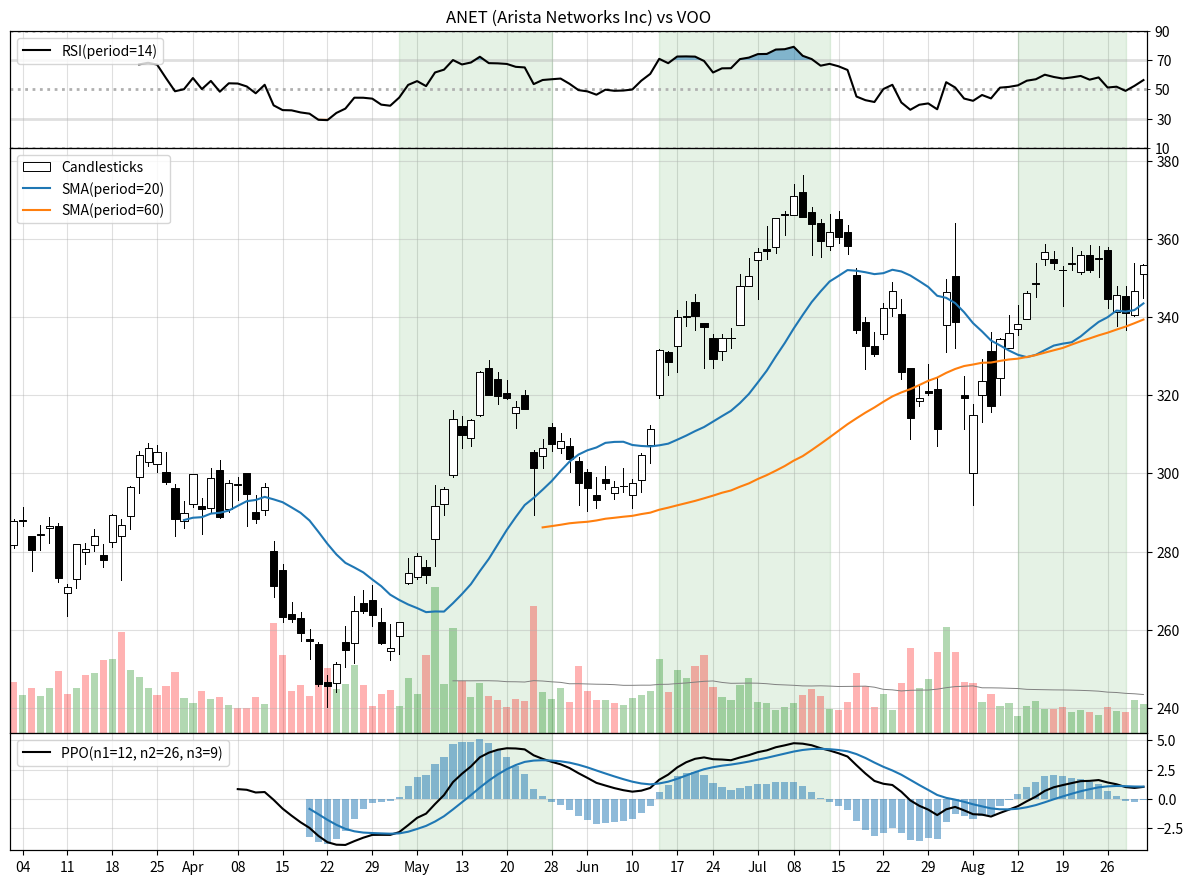 ANET (Arista Networks Inc) vs VOO
RSI(period=14)
90
70
50
30
10
Candlesticks
SMA(period=20)
SMA(period=60)
380
360
340
320
300
280
260
240
PPO(n1=12, n2=26, n3=9)
5.0
2.5
0.0
−2.5
04 11 18 25 Apr 08 15 22 29 May 13 20 28 Jun 10 17 24 Jul 08 15 22 29 Aug 12 19 26